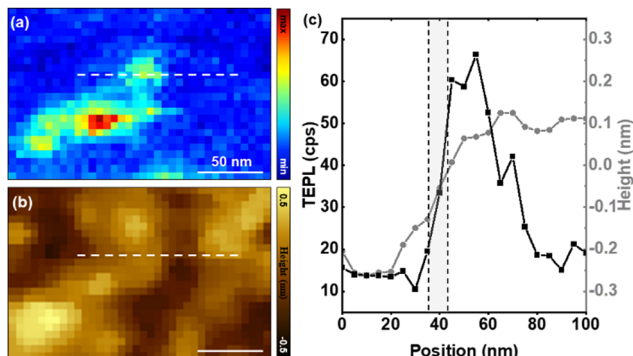 (a)
max
min
50 nm
(b)
0.5
Height (nm)
-0.5
(c)
TEPL (cps)
70
60
50
40
30
20
10
0 20 40 60 80 100
Position (nm)
0.3
0.2
0.1
0.0
-0.1
-0.2
-0.3
Height (nm)